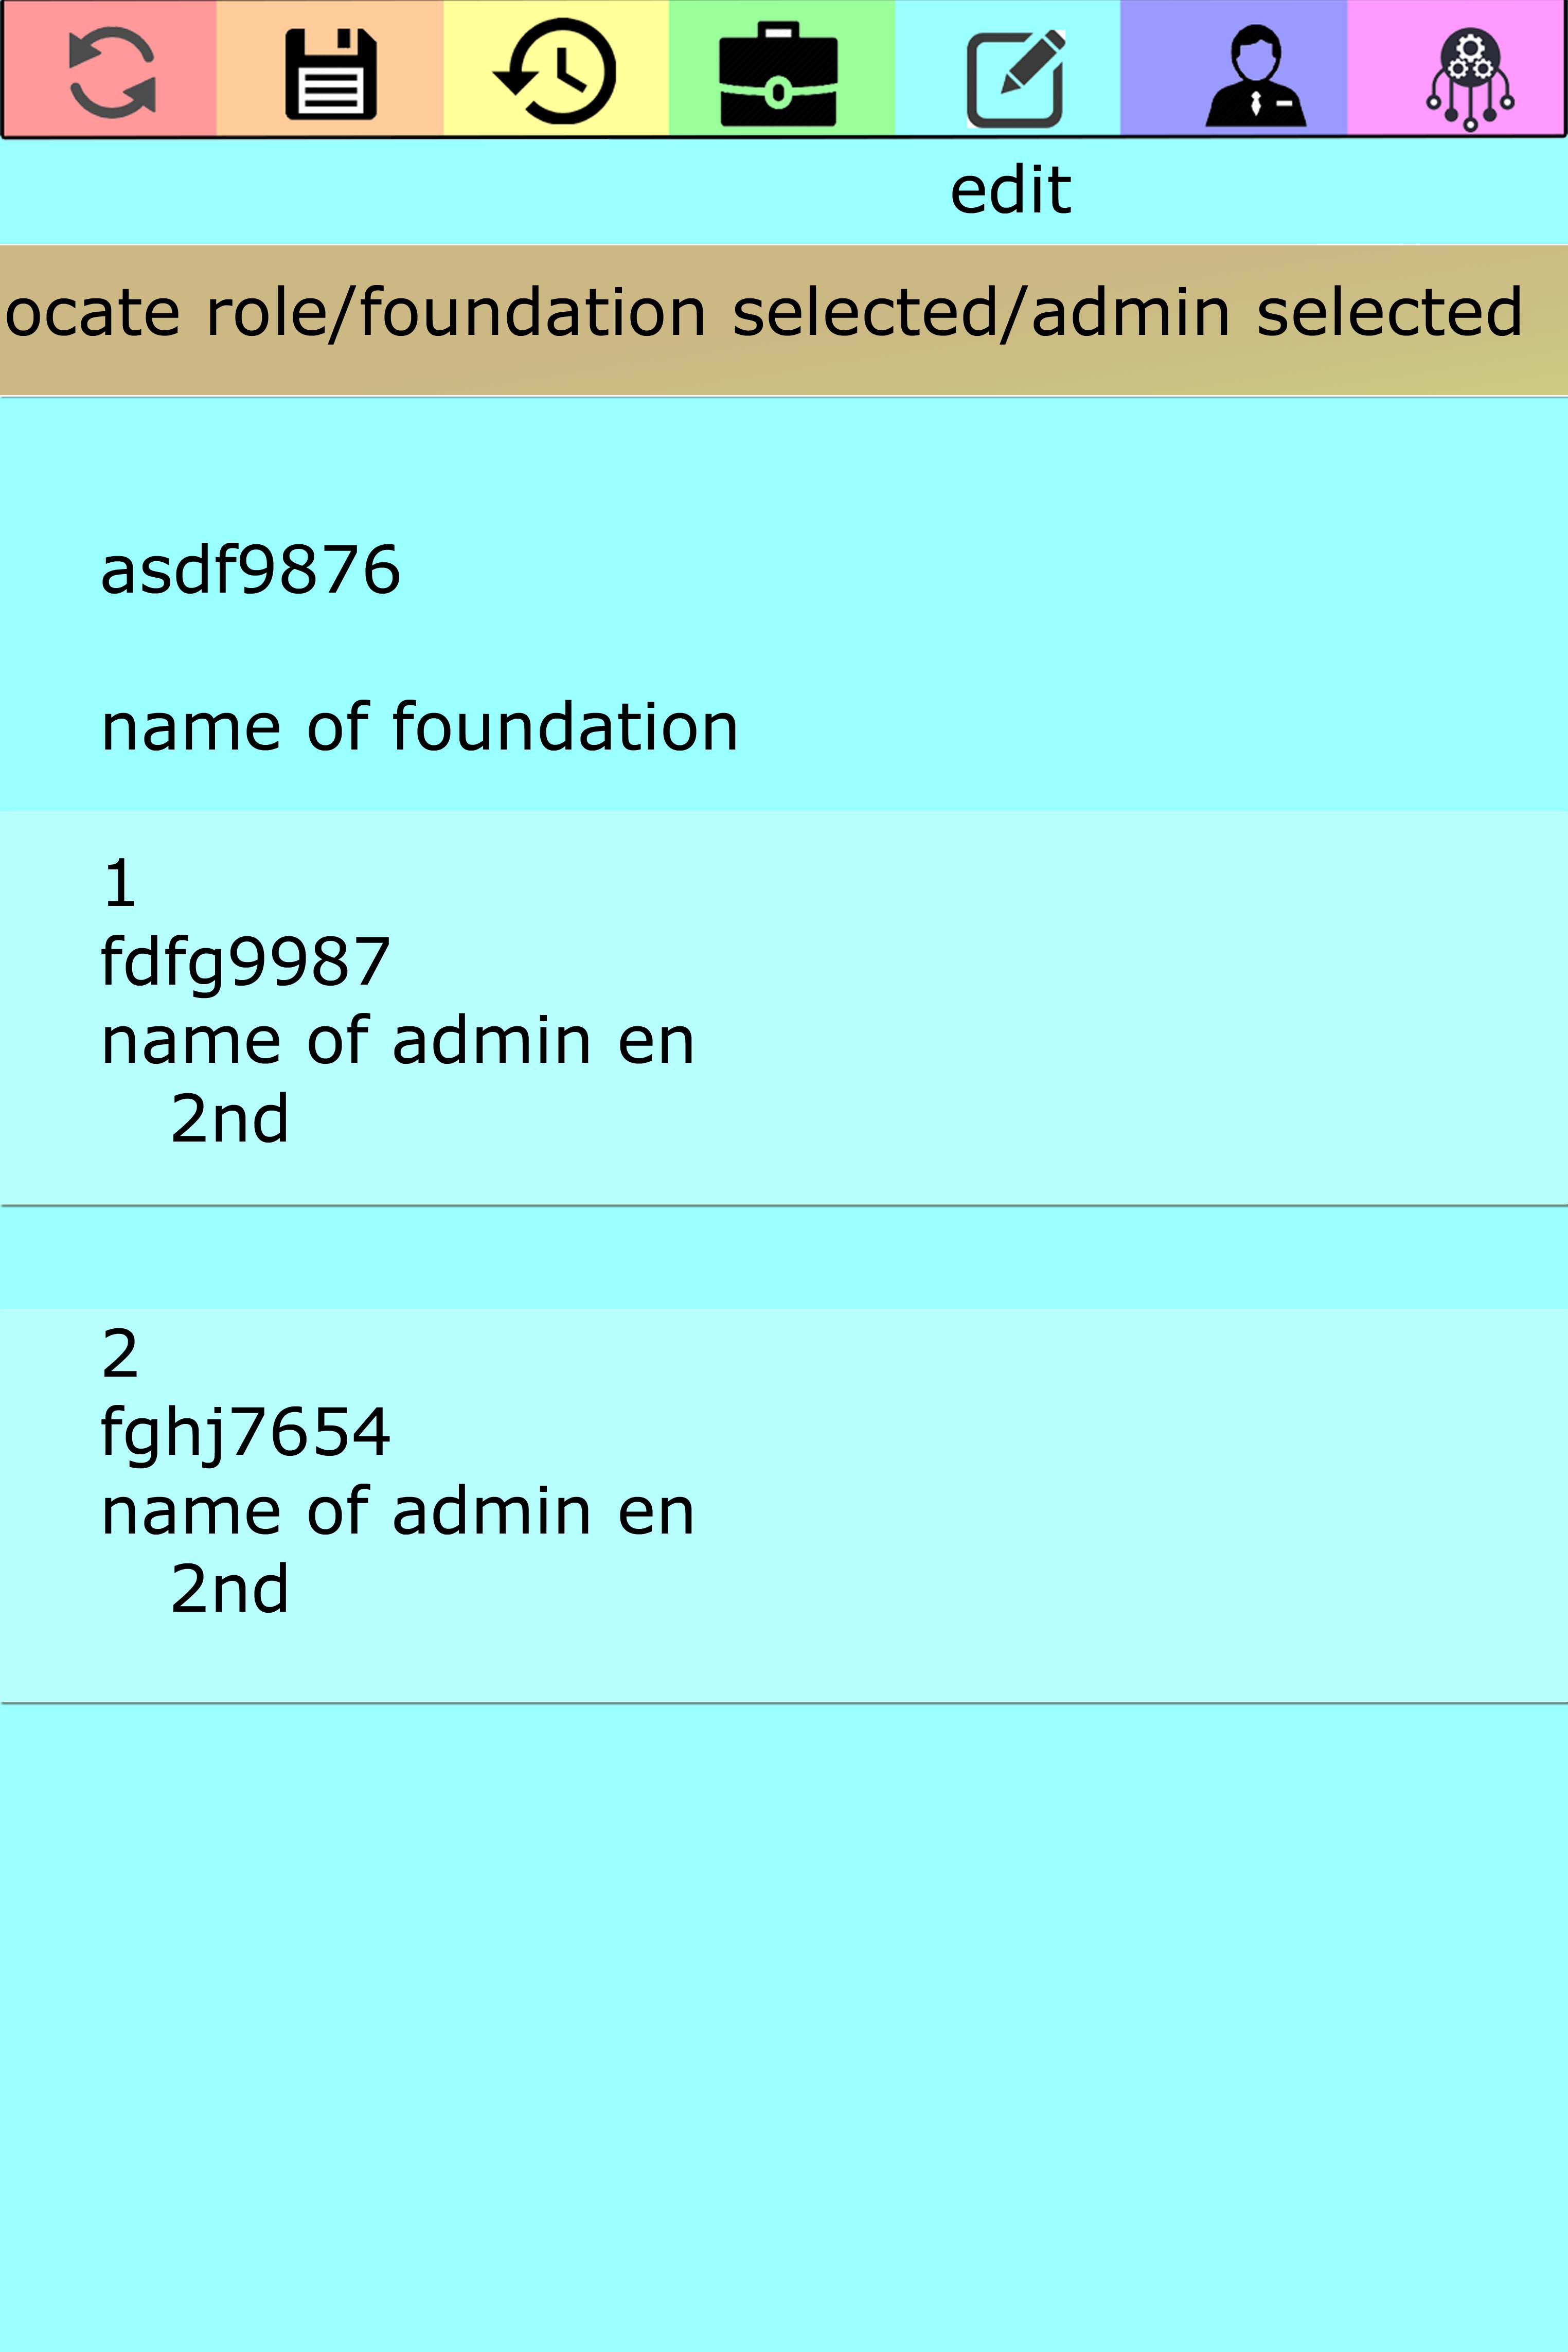 edit
ocate role/foundation selected/admin selected
asdf9876
name of foundation
1
fdfg9987
name of admin en
2nd
2
fghj7654
name of admin en
2nd